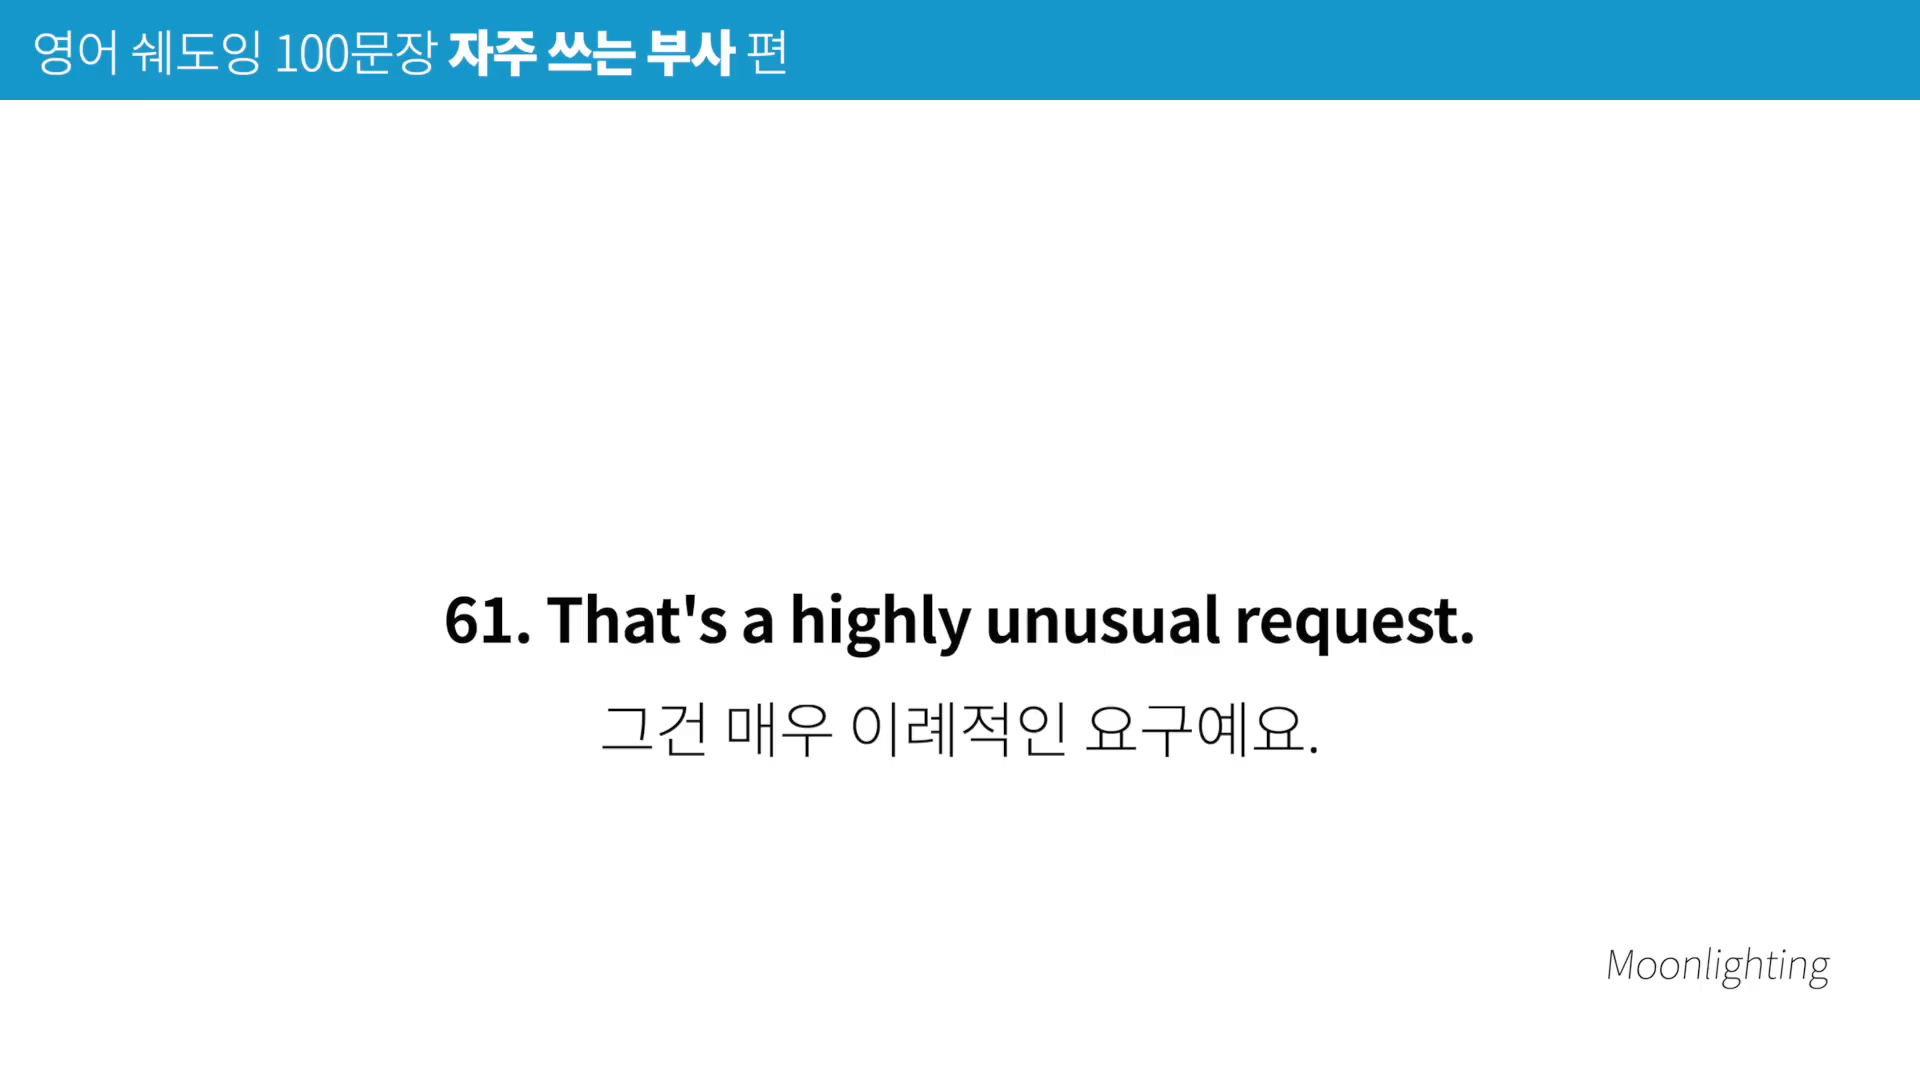 영어 쉐도잉 100문장 자주 쓰는 부사 편
61. That's a highly unusual request.
그건 매우 이례적인 요구예요.
Moonlighting